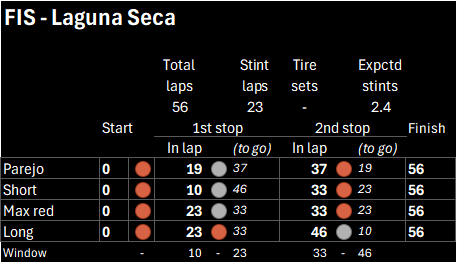 FIS - Laguna Seca
Total laps Stint laps Tire sets Expctd stints
56 23 - 2.4
Start 1st stop 2nd stop Finish
In lap (to go) In lap (to go)
Parejo 0 19 37 37 19 56
Short 0 10 46 33 23 56
Max red 0 23 33 33 23 56
Long 0 23 33 46 10 56
Window - 10 - 23 33 - 46